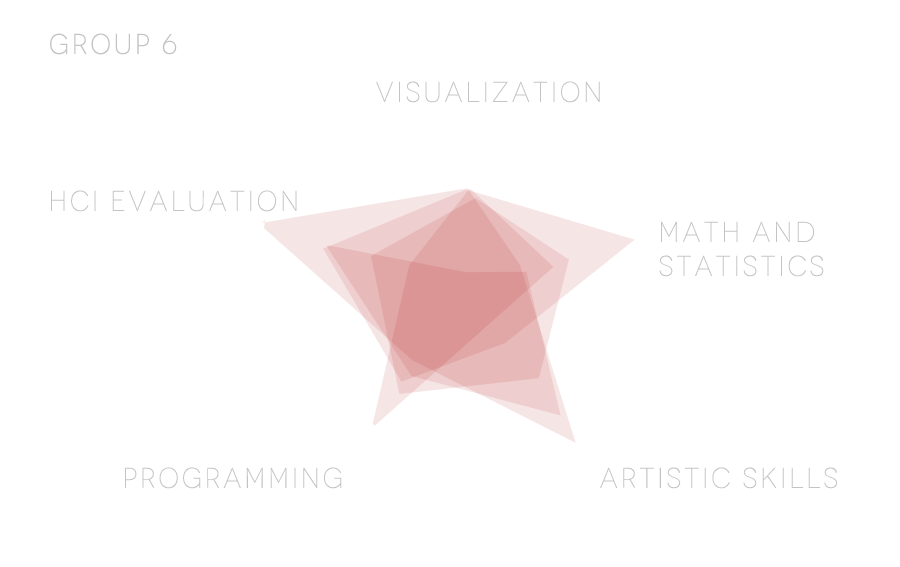 GROUP 6
VISUALIZATION
HCI EVALUATION
MATH AND
STATISTICS
PROGRAMMING
ARTISTIC SKILLS